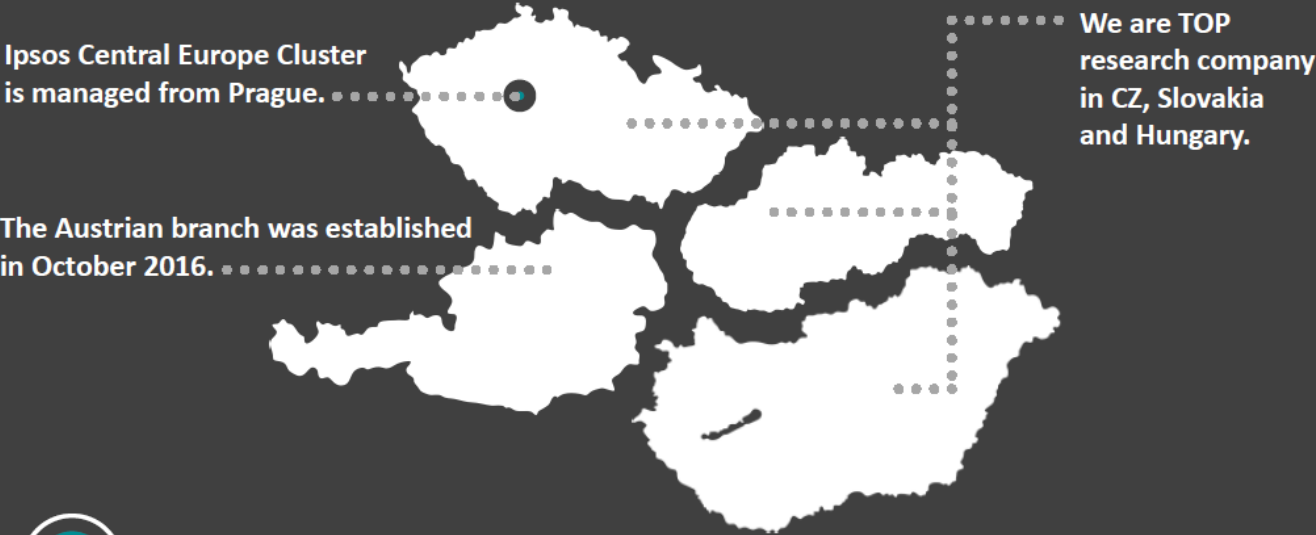 Ipsos Central Europe Cluster
is managed from Prague.
We are TOP
research company
in CZ, Slovakia
and Hungary.
The Austrian branch was established
in October 2016.